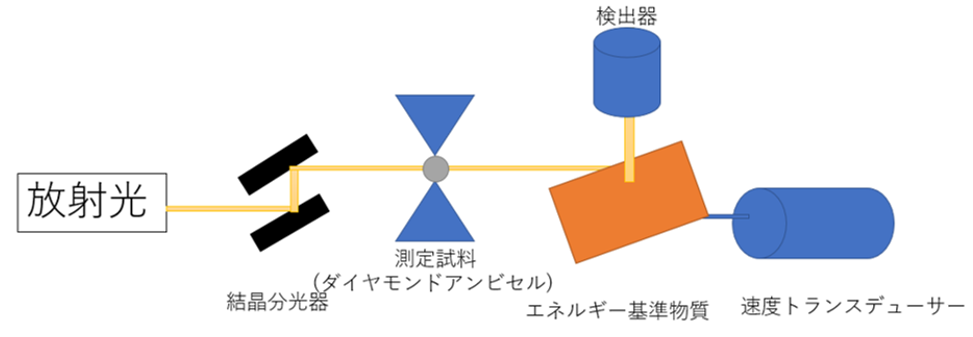 検出器
放射光
測定試料
(ダイヤモンドアンビセル)
結晶分光器
エネルギー基準物質
速度トランスデューサー